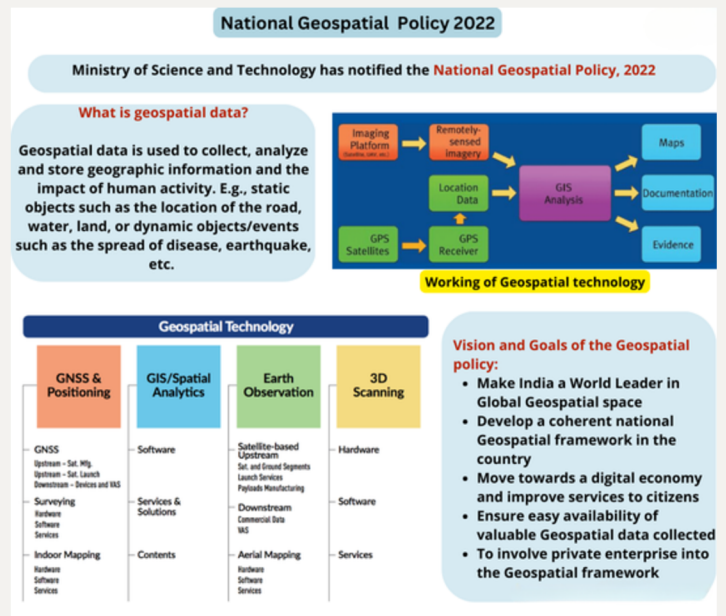 National Geospatial Policy 2022
Ministry of Science and Technology has notified the National Geospatial Policy, 2022
What is geospatial data?
Geospatial data is used to collect, analyze
and store geographic information and the
impact of human activity. E.g., static
objects such as the location of the road,
water, land, or dynamic objects/events
such as the spread of disease, earthquake,
etc.
Imaging
Platform
Remotely-
sensed
imagery
Location
Data
GPS
Satellites
GPS
Receiver
GIS
Analysis
Maps
Documentation
Evidence
Working of Geospatial technology
Geospatial Technology
GNSS &
Positioning
GNSS
Upstream – Sat. Mfg.
Upstream – Sat. Launch
Downstream – Devices and VAS
Surveying
Hardware
Software
Services
Indoor Mapping
Hardware
Software
Services
GIS/Spatial
Analytics
Software
Services &
Solutions
Contents
Earth
Observation
Satellite-based
Upstream
Sat. and Ground Segments
Launch Services
Payloads Manufacturing
Downstream
Commercial Data
VAS
Aerial Mapping
Hardware
Software
Services
3D
Scanning
Hardware
Software
Services
Vision and Goals of the Geospatial
policy:
• Make India a World Leader in
Global Geospatial space
• Develop a coherent national
Geospatial framework in the
country
• Move towards a digital economy
and improve services to citizens
• Ensure easy availability of
valuable Geospatial data collected
• To involve private enterprise into
the Geospatial framework